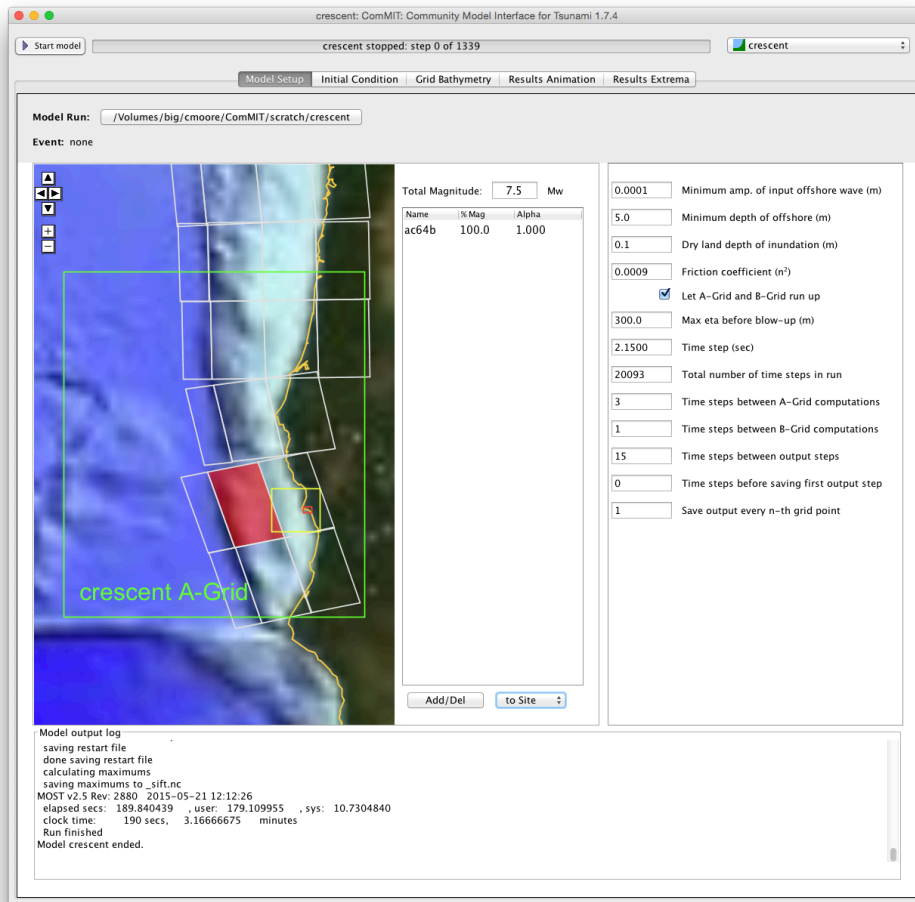 crescent: ComMIT: Community Model Interface for Tsunami 1.7.4
Start model
crescent stopped: step 0 of 1339
crescent
Model Setup
Initial Condition
Grid Bathymetry
Results Animation
Results Extrema
Model Run:
/Volumes/big/cmoore/ComMIT/scratch/crescent
Event: none
crescent A-Grid
Total Magnitude: 7.5 Mw
Name % Mag Alpha
ac64b 100.0 1.000
Add/Del
to Site
0.0001 Minimum amp. of input offshore wave (m)
5.0 Minimum depth of offshore (m)
0.1 Dry land depth of inundation (m)
0.0009 Friction coefficient (n²)
Let A-Grid and B-Grid run up
300.0 Max eta before blow-up (m)
2.1500 Time step (sec)
20093 Total number of time steps in run
3 Time steps between A-Grid computations
1 Time steps between B-Grid computations
15 Time steps between output steps
0 Time steps before saving first output step
1 Save output every n-th grid point
Model output log
saving restart file
done saving restart file
calculating maximums
saving maximums to _sift.nc
MOST v2.5 Rev: 2880 2015-05-21 12:12:26
elapsed secs: 189.840439 , user: 179.109955 , sys: 10.7304840
clock time: 190 secs, 3.16666675 minutes
Run finished
Model crescent ended.